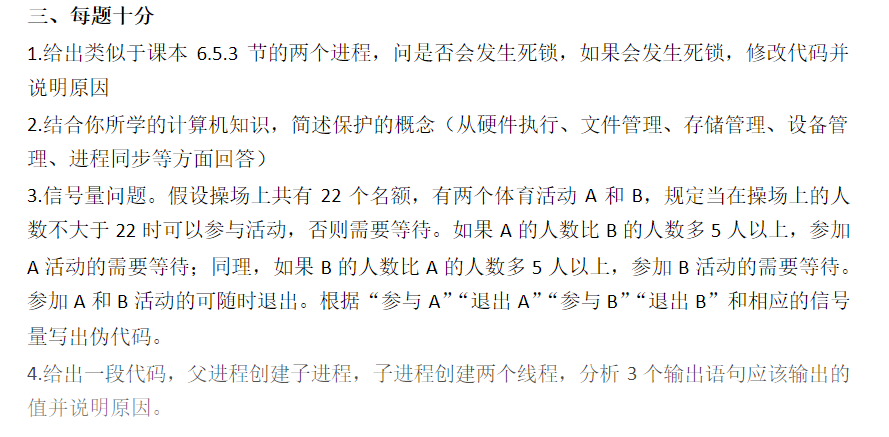 三、每题十分
1.给出类似于课本 6.5.3 节的两个进程，问是否会发生死锁，如果会发生死锁，修改代码并
说明原因
2.结合你所学的计算机知识，简述保护的概念（从硬件执行、文件管理、存储管理、设备管
理、进程同步等方面回答）
3.信号量问题。假设操场上共有 22 个名额，有两个体育活动 A 和 B，规定当在操场上的人
数不大于 22 时可以参与活动，否则需要等待。如果 A 的人数比 B 的人数多 5 人以上，参加
A 活动的需要等待；同理，如果 B 的人数比 A 的人数多 5 人以上，参加 B 活动的需要等待。
参加 A 和 B 活动的可随时退出。根据“参与 A”“退出 A”“参与 B”“退出 B”和相应的信号
量写出伪代码。
4.给出一段代码，父进程创建子进程，子进程创建两个线程，分析 3 个输出语句应该输出的
值并说明原因。